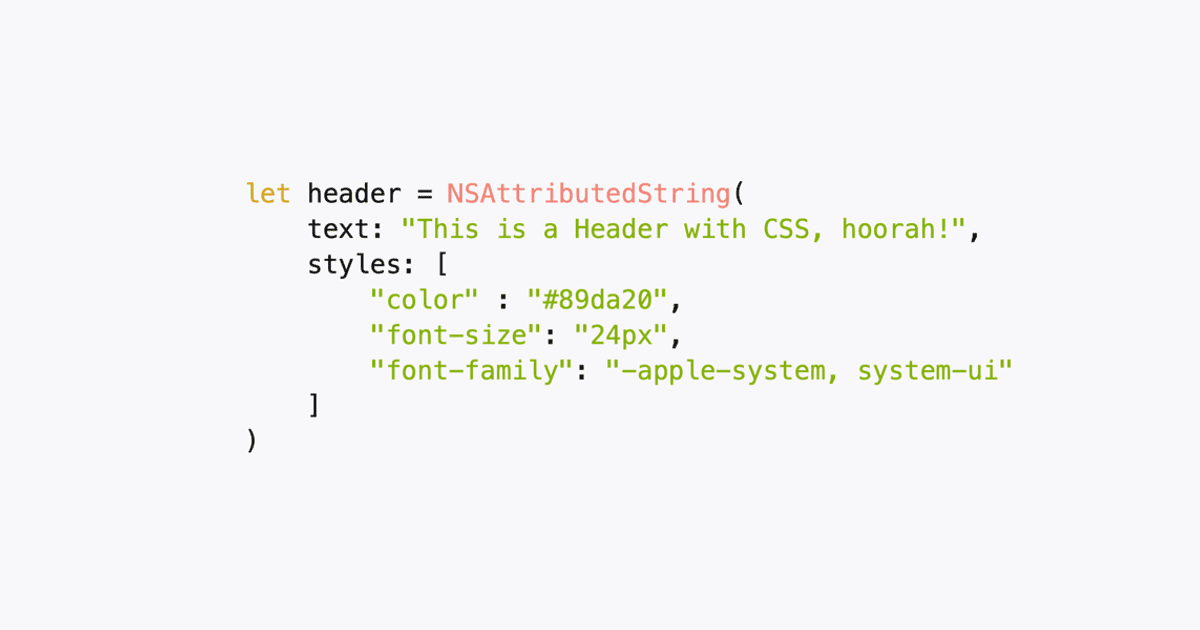 let header = NSAttributedString(
    text: "This is a Header with CSS, hoorah!",
    styles: [
        "color" : "#89da20",
        "font-size": "24px",
        "font-family": "-apple-system, system-ui"
    ]
)